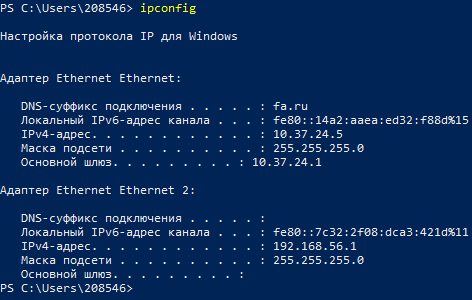 PS C:\Users\208546> ipconfig
Настройка протокола IP для Windows
Адаптер Ethernet Ethernet:
DNS-суффикс подключения . . . . . : fa.ru
Локальный IPv6-адрес канала . . . : fe80::14a2:aaea:ed32:f88d%15
IPv4-адрес. . . . . . . . . . . . : 10.37.24.5
Маска подсети . . . . . . . . . . : 255.255.255.0
Основной шлюз. . . . . . . . . : 10.37.24.1
Адаптер Ethernet Ethernet 2:
DNS-суффикс подключения . . . . . :
Локальный IPv6-адрес канала . . . : fe80::7c32:2f08:dca3:421d%11
IPv4-адрес. . . . . . . . . . . . : 192.168.56.1
Маска подсети . . . . . . . . . . : 255.255.255.0
Основной шлюз. . . . . . . . . :
PS C:\Users\208546>